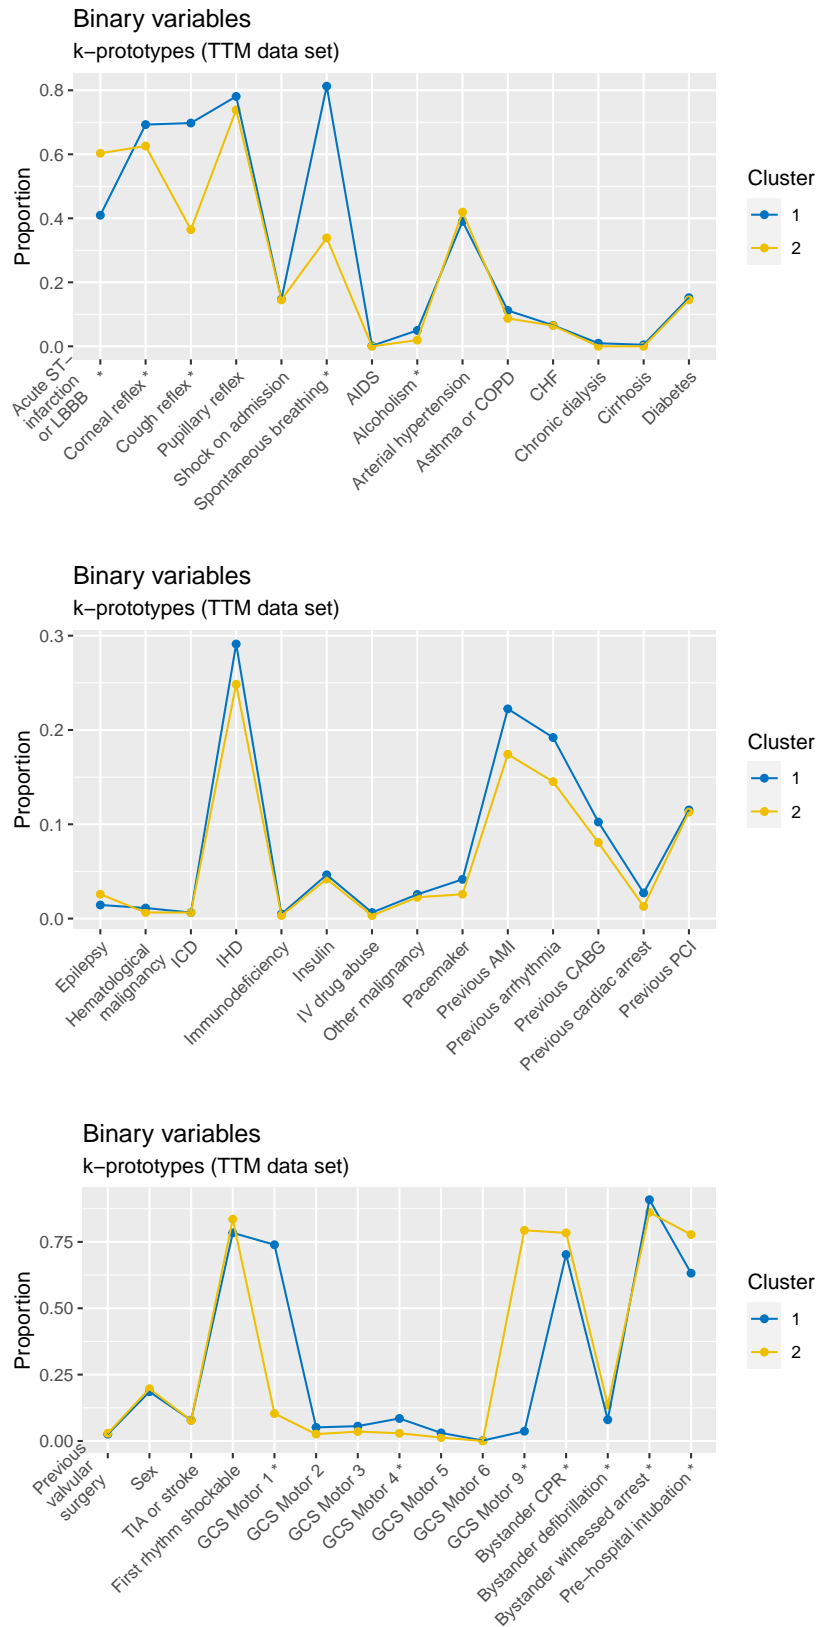 Binary variables
k−prototypes (TTM data set)
Proportion
0.8
0.6
0.4
0.2
0.0
Acute ST−
infarction
or LBBB *
Corneal reflex *
Cough reflex *
Pupillary reflex
Shock on admission
Spontaneous breathing *
AIDS
Alcoholism *
Arterial hypertension
Asthma or COPD
CHF
Chronic dialysis
Cirrhosis
Diabetes
Cluster
1
2
Binary variables
k−prototypes (TTM data set)
Proportion
0.3
0.2
0.1
0.0
Epilepsy
Hematological
malignancy
ICD
IHD
Immunodeficiency
Insulin
IV drug abuse
Other malignancy
Pacemaker
Previous AMI
Previous arrhythmia
Previous CABG
Previous cardiac arrest
Previous PCI
Cluster
1
2
Binary variables
k−prototypes (TTM data set)
Proportion
0.75
0.50
0.25
0.00
Previous
valvular
surgery
Sex
TIA or stroke
First rhythm shockable
GCS Motor 1 *
GCS Motor 2
GCS Motor 3
GCS Motor 4 *
GCS Motor 5
GCS Motor 6
GCS Motor 9 *
Bystander CPR *
Bystander defibrillation *
Bystander witnessed arrest *
Pre−hospital intubation *
Cluster
1
2